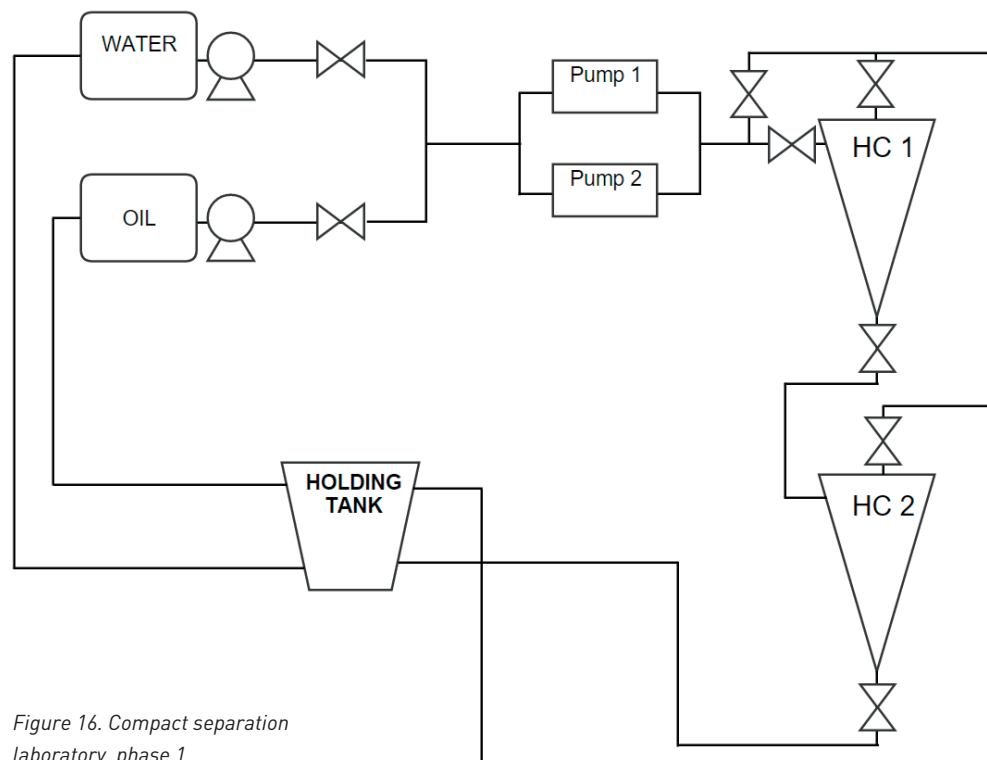 WATER
OIL
Pump 1
Pump 2
HC 1
HOLDING
TANK
HC 2
Figure 16. Compact separation
laboratory, phase 1